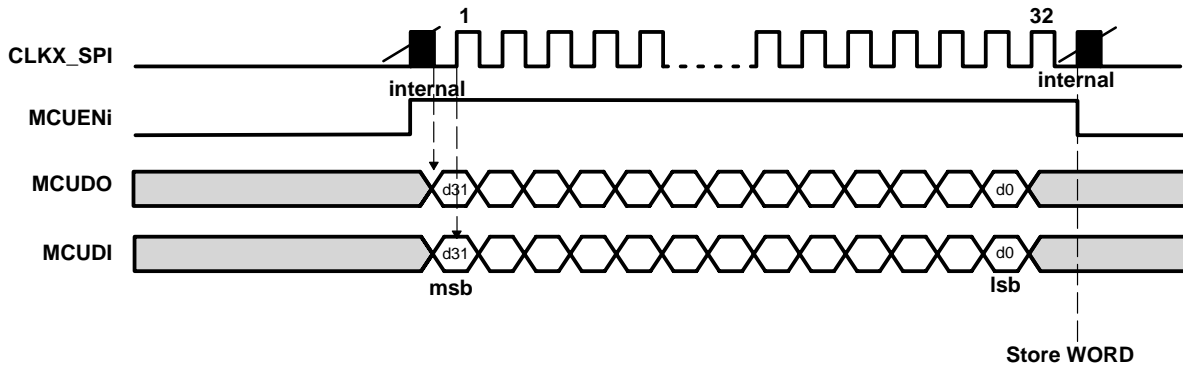 1 32
CLKX_SPI
internal internal
MCUENi
MCUDO d31 d0
MCUDI d31 d0
msb lsb
Store WORD